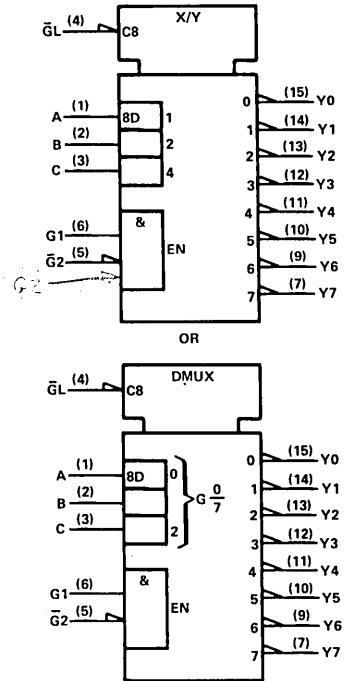 X/Y
G̅L (4) C8
A (1) 8D 1
B (2) 2
C (3) 4
&
G1 (6) EN
G̅2 (5)
0 (15) Y0
1 (14) Y1
2 (13) Y2
3 (12) Y3
4 (11) Y4
5 (10) Y5
6 (9) Y6
7 (7) Y7
OR
DMUX
G̅L (4) C8
A (1) 8D 0
B (2) G 0/7
C (3) 2
&
G1 (6) EN
G̅2 (5)
0 (15) Y0
1 (14) Y1
2 (13) Y2
3 (12) Y3
4 (11) Y4
5 (10) Y5
6 (9) Y6
7 (7) Y7